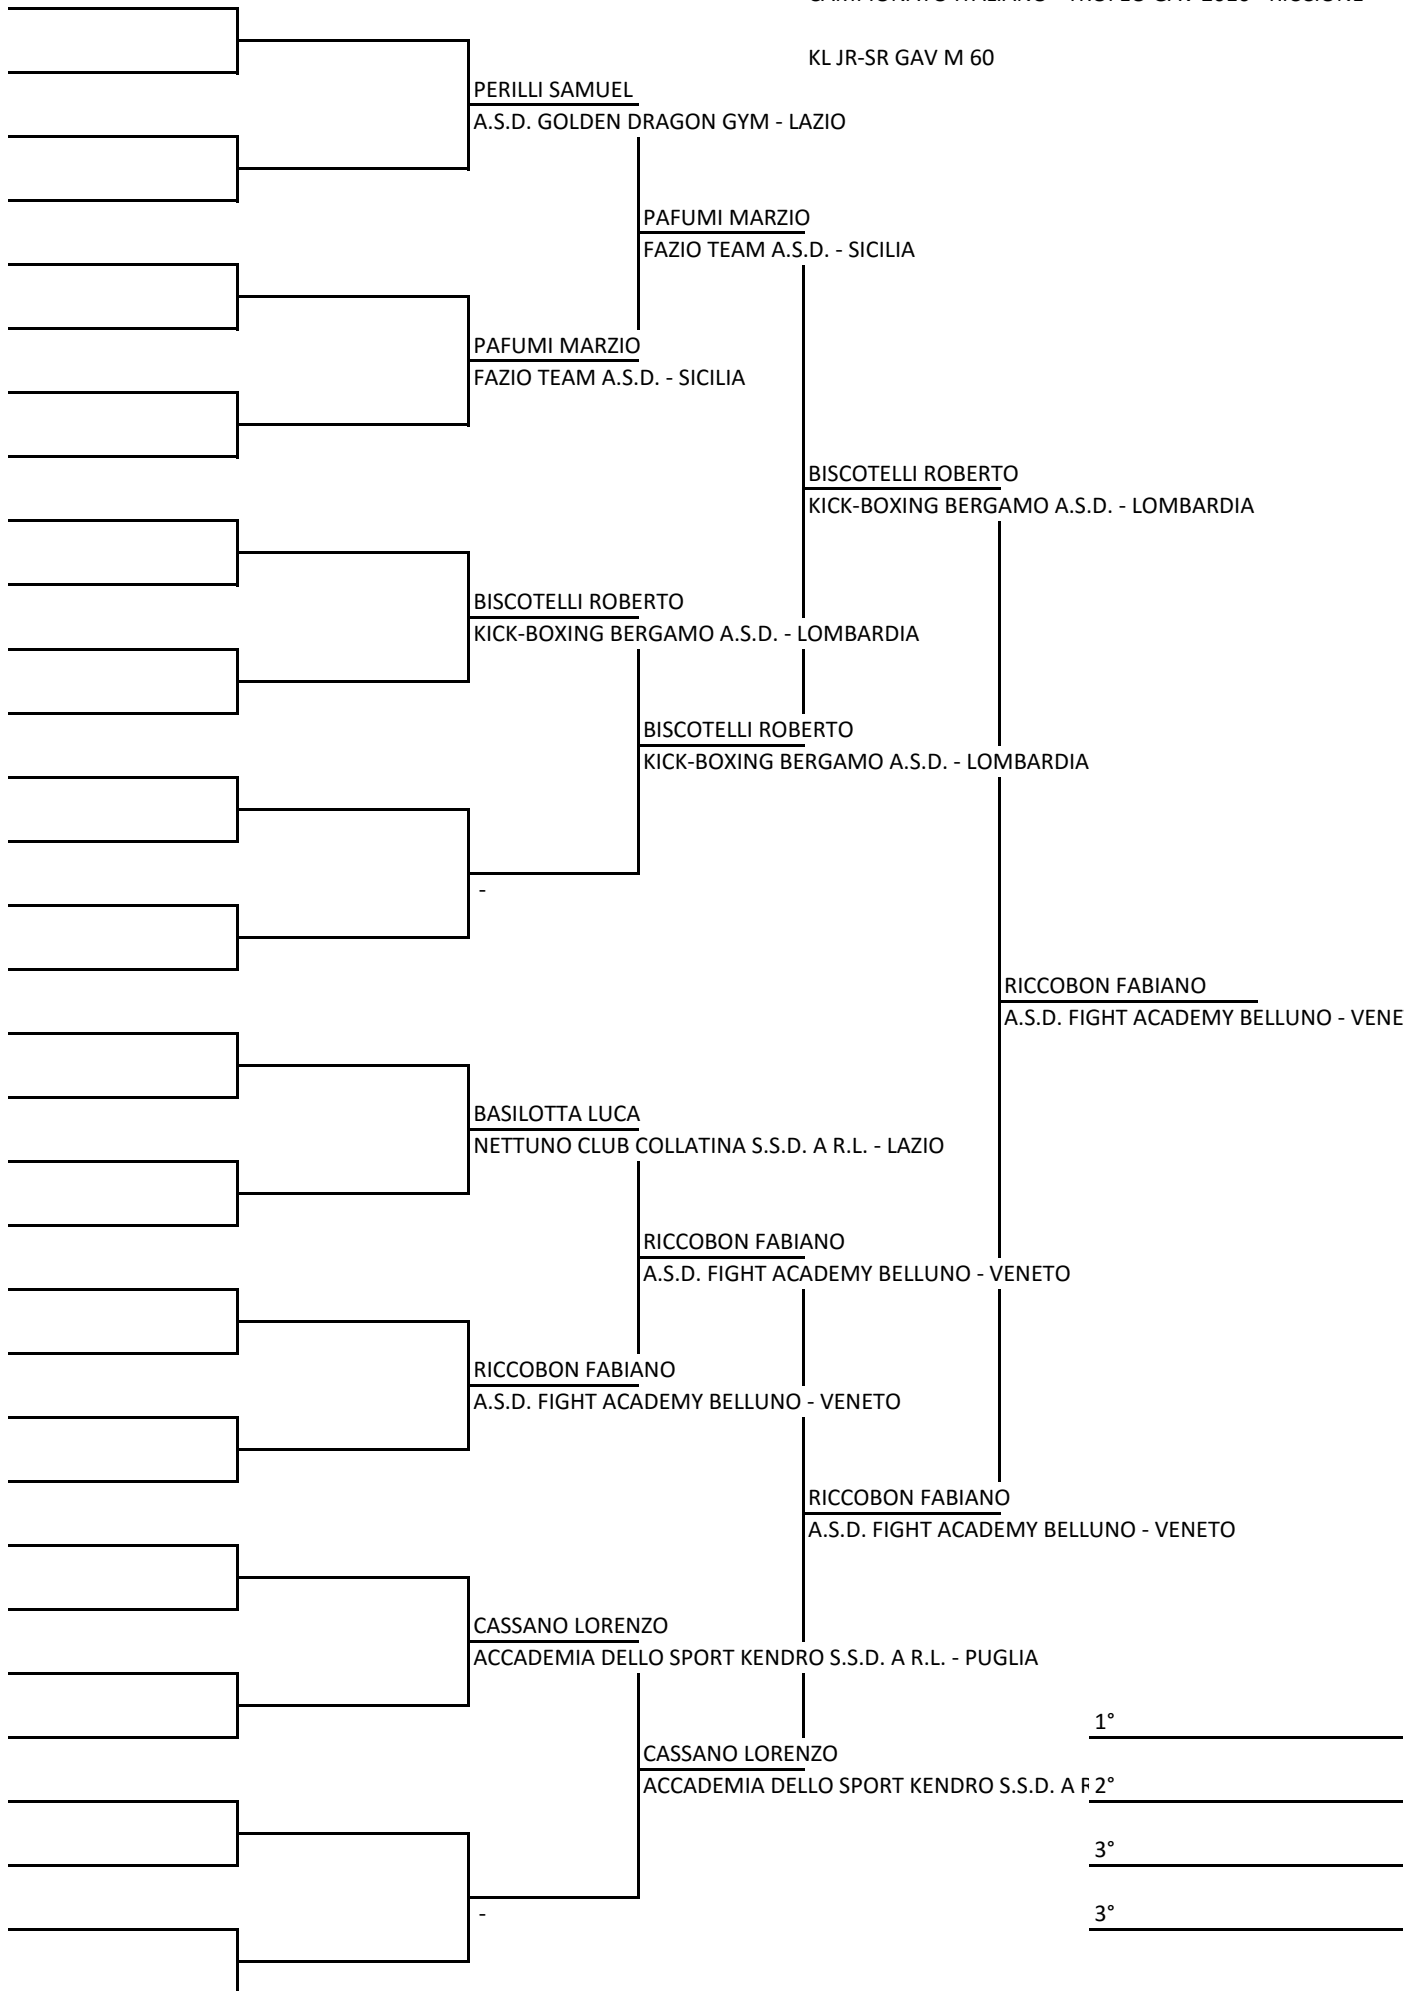 KL JR-SR GAV M 60
PERILLI SAMUEL
A.S.D. GOLDEN DRAGON GYM - LAZIO
PAFUMI MARZIO
FAZIO TEAM A.S.D. - SICILIA
PAFUMI MARZIO
FAZIO TEAM A.S.D. - SICILIA
BISCOTELLI ROBERTO
KICK-BOXING BERGAMO A.S.D. - LOMBARDIA
BISCOTELLI ROBERTO
KICK-BOXING BERGAMO A.S.D. - LOMBARDIA
BISCOTELLI ROBERTO
KICK-BOXING BERGAMO A.S.D. - LOMBARDIA
-
RICCOBON FABIANO
A.S.D. FIGHT ACADEMY BELLUNO - VENE
BASILOTTA LUCA
NETTUNO CLUB COLLATINA S.S.D. A R.L. - LAZIO
RICCOBON FABIANO
A.S.D. FIGHT ACADEMY BELLUNO - VENETO
RICCOBON FABIANO
A.S.D. FIGHT ACADEMY BELLUNO - VENETO
RICCOBON FABIANO
A.S.D. FIGHT ACADEMY BELLUNO - VENETO
CASSANO LORENZO
ACCADEMIA DELLO SPORT KENDRO S.S.D. A R.L. - PUGLIA
1°
CASSANO LORENZO
ACCADEMIA DELLO SPORT KENDRO S.S.D. A R
2°
3°
-
3°